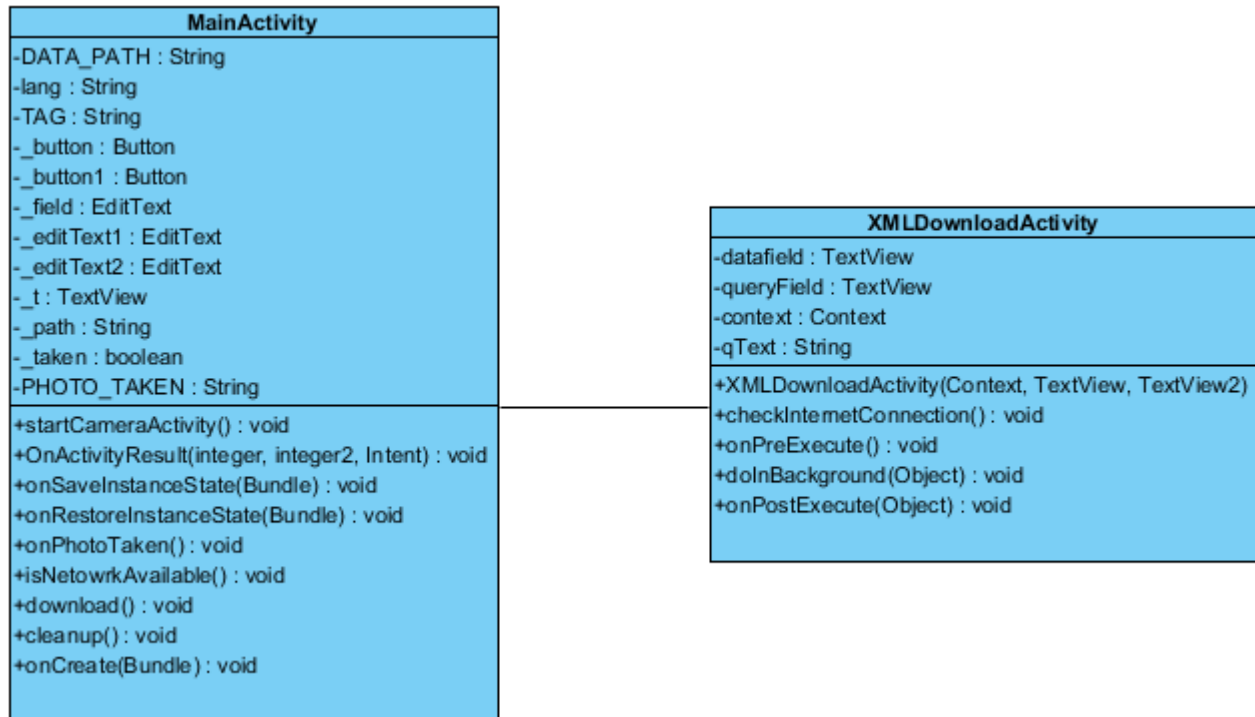 MainActivity
-DATA_PATH : String
-lang : String
-TAG : String
-_button : Button
-_button1 : Button
-_field : EditText
-_editText1 : EditText
-_editText2 : EditText
-_t : TextView
-_path : String
-_taken : boolean
-PHOTO_TAKEN : String
+startCameraActivity() : void
+OnActivityResult(integer, integer2, Intent) : void
+onSaveInstanceState(Bundle) : void
+onRestoreInstanceState(Bundle) : void
+onPhotoTaken() : void
+isNetowrkAvailable() : void
+download() : void
+cleanup() : void
+onCreate(Bundle) : void
XMLDownloadActivity
-datafield : TextView
-queryField : TextView
-context : Context
-qText : String
+XMLDownloadActivity(Context, TextView, TextView2)
+checkInternetConnection() : void
+onPreExecute() : void
+doInBackground(Object) : void
+onPostExecute(Object) : void